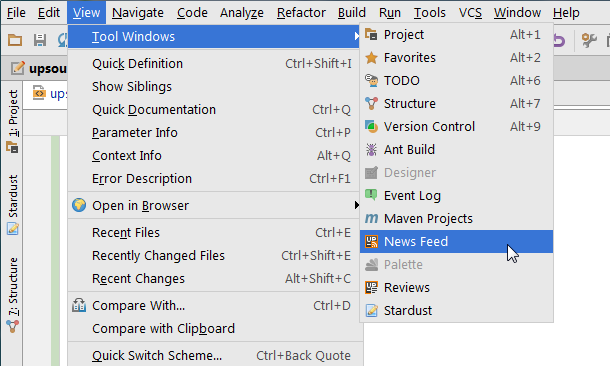 File Edit View Navigate Code Analyze Refactor Build Run Tools VCS Window Help
upsou
ups
1: Project
Stardust
7: Structure
Tool Windows
Quick Definition Ctrl+Shift+I
Show Siblings
Quick Documentation Ctrl+Q
Parameter Info Ctrl+P
Context Info Alt+Q
Error Description Ctrl+F1
Open in Browser
Recent Files Ctrl+E
Recently Changed Files Ctrl+Shift+E
Recent Changes Alt+Shift+C
Compare With... Ctrl+D
Compare with Clipboard
Quick Switch Scheme... Ctrl+Back Quote
Project Alt+1
Favorites Alt+2
TODO Alt+6
Structure Alt+7
Version Control Alt+9
Ant Build
Designer
Event Log
Maven Projects
News Feed
Palette
Reviews
Stardust